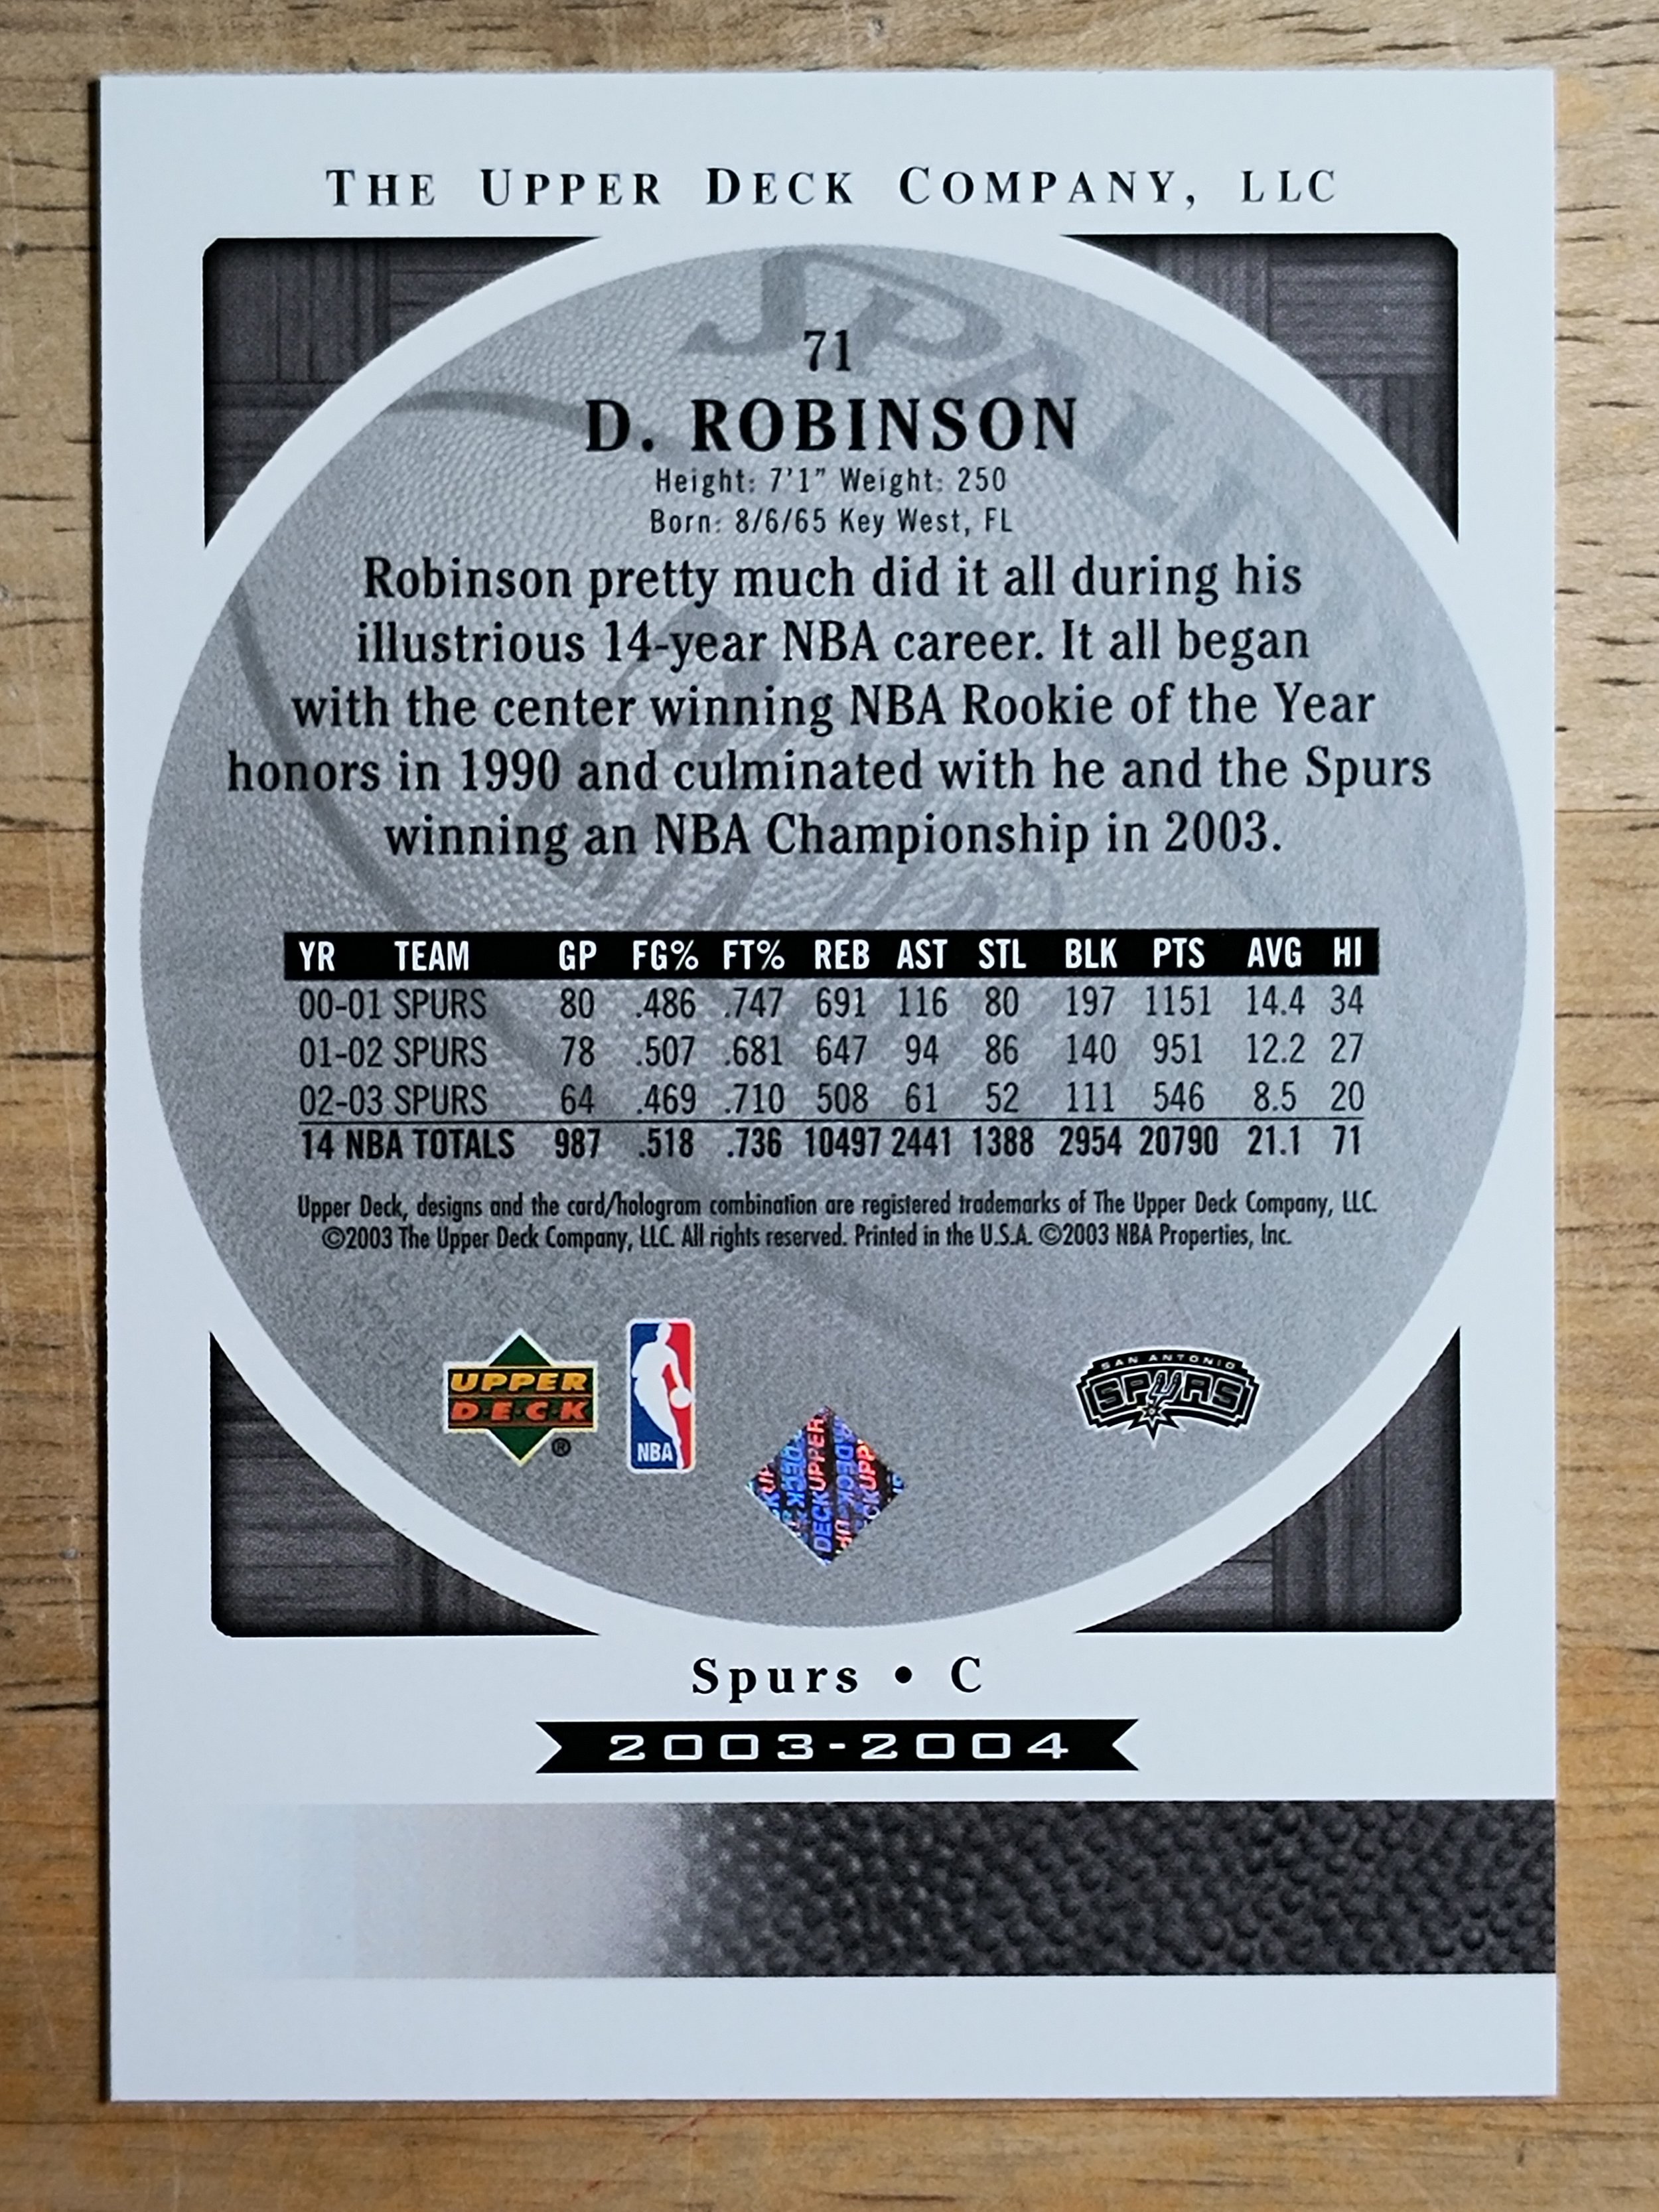 THE UPPER DECK COMPANY, LLC
SPALD
71
D. ROBINSON
Height: 7'1" Weight: 250
Born: 8/6/65 Key West, FL
Robinson pretty much did it all during his
illustrious 14-year NBA career. It all began
with the center winning NBA Rookie of the Year
honors in 1990 and culminated with he and the Spurs
winning an NBA Championship in 2003.
YR TEAM GP FG% FT% REB AST STL BLK PTS AVG HI
00-01 SPURS 80 .486 .747 691 116 80 197 1151 14.4 34
01-02 SPURS 78 .507 .681 647 94 86 140 951 12.2 27
02-03 SPURS 64 .469 .710 508 61 52 111 546 8.5 20
14 NBA TOTALS 987 .518 .736 10497 2441 1388 2954 20790 21.1 71
Upper Deck, designs and the card/hologram combination are registered trademarks of The Upper Deck Company, LLC.
©2003 The Upper Deck Company, LLC. All rights reserved. Printed in the U.S.A. ©2003 NBA Properties, Inc.
UPPER
D·E·C·K
®
NBA
SAN ANTONIO
SPURS
DECK UPPER
Spurs • C
2003-2004